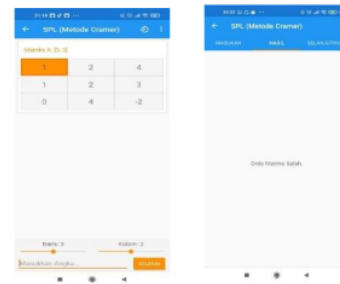 SPL (Metode Cramer)
Matriks A: [3, 3]
1 2 4
1 2 3
0 4 -2
Baris: 3 Kolom: 3
Masukkan Angka...
SPL (Metode Cramer)
MASUKAN HASIL SELANJUTNYA
Ordo Matriks Salah.